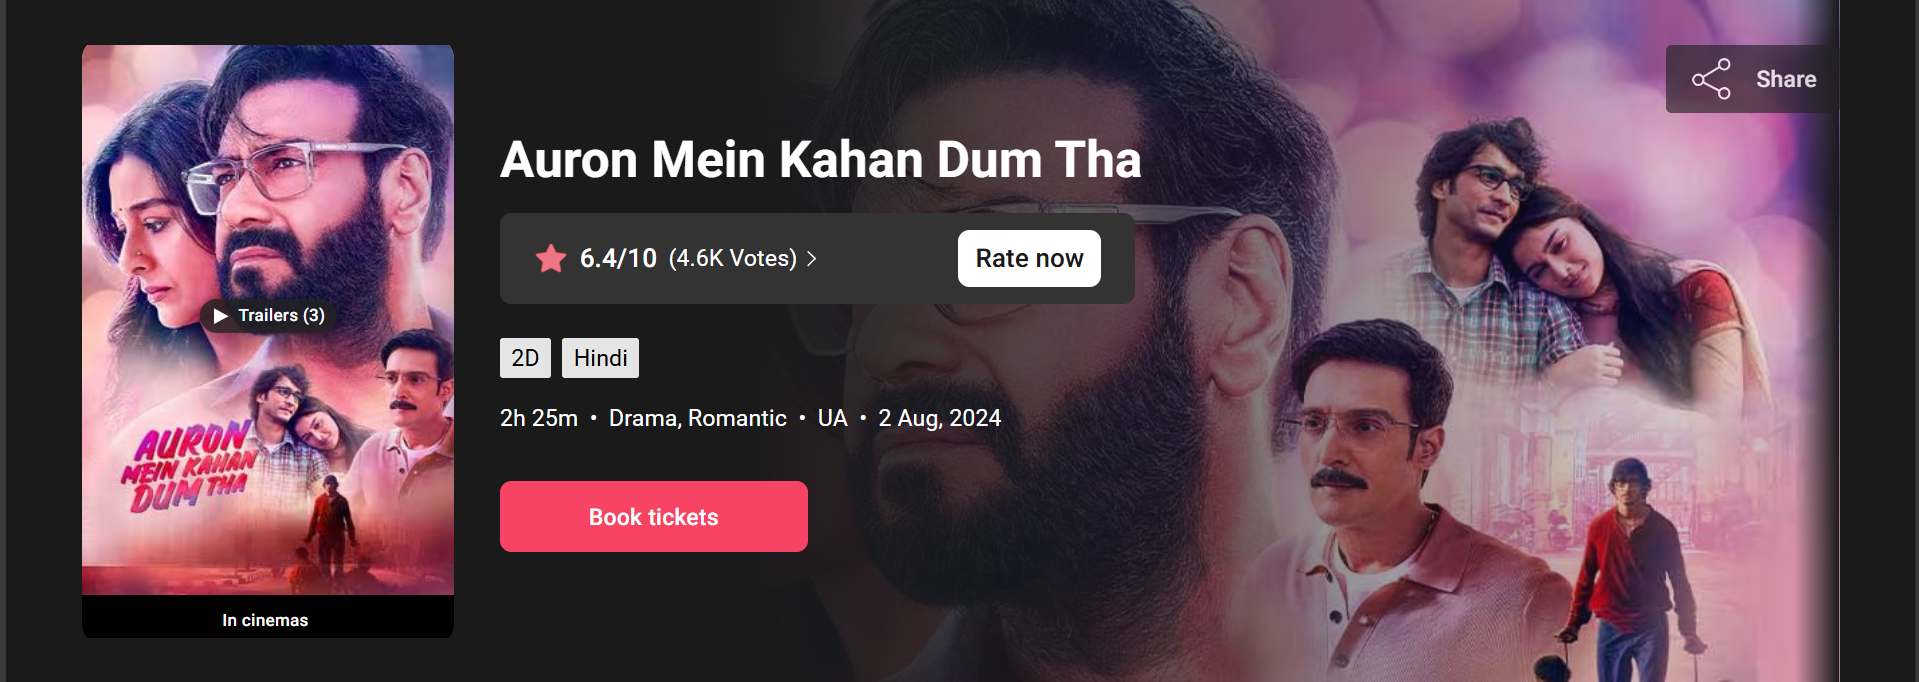 Share
Auron Mein Kahan Dum Tha
6.4/10 (4.6K Votes) >
Rate now
Trailers (3)
2D Hindi
2h 25m • Drama, Romantic • UA • 2 Aug, 2024
AURON
MEIN KAHAN
DUM THA
Book tickets
In cinemas